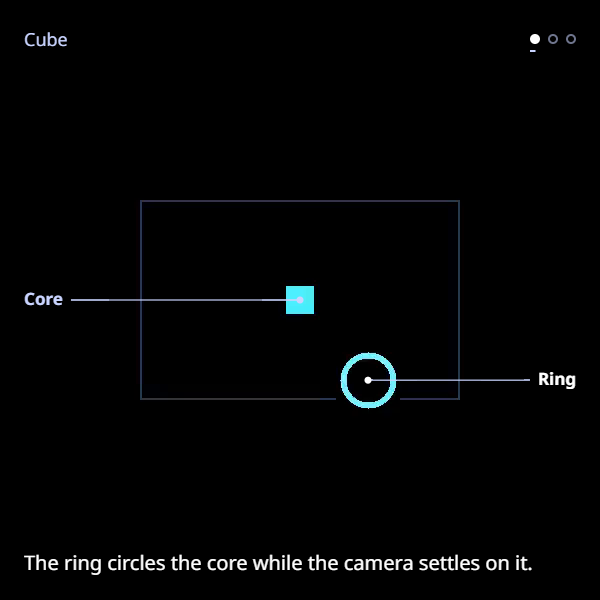 Cube
Core
Ring
The ring circles the core while the camera settles on it.